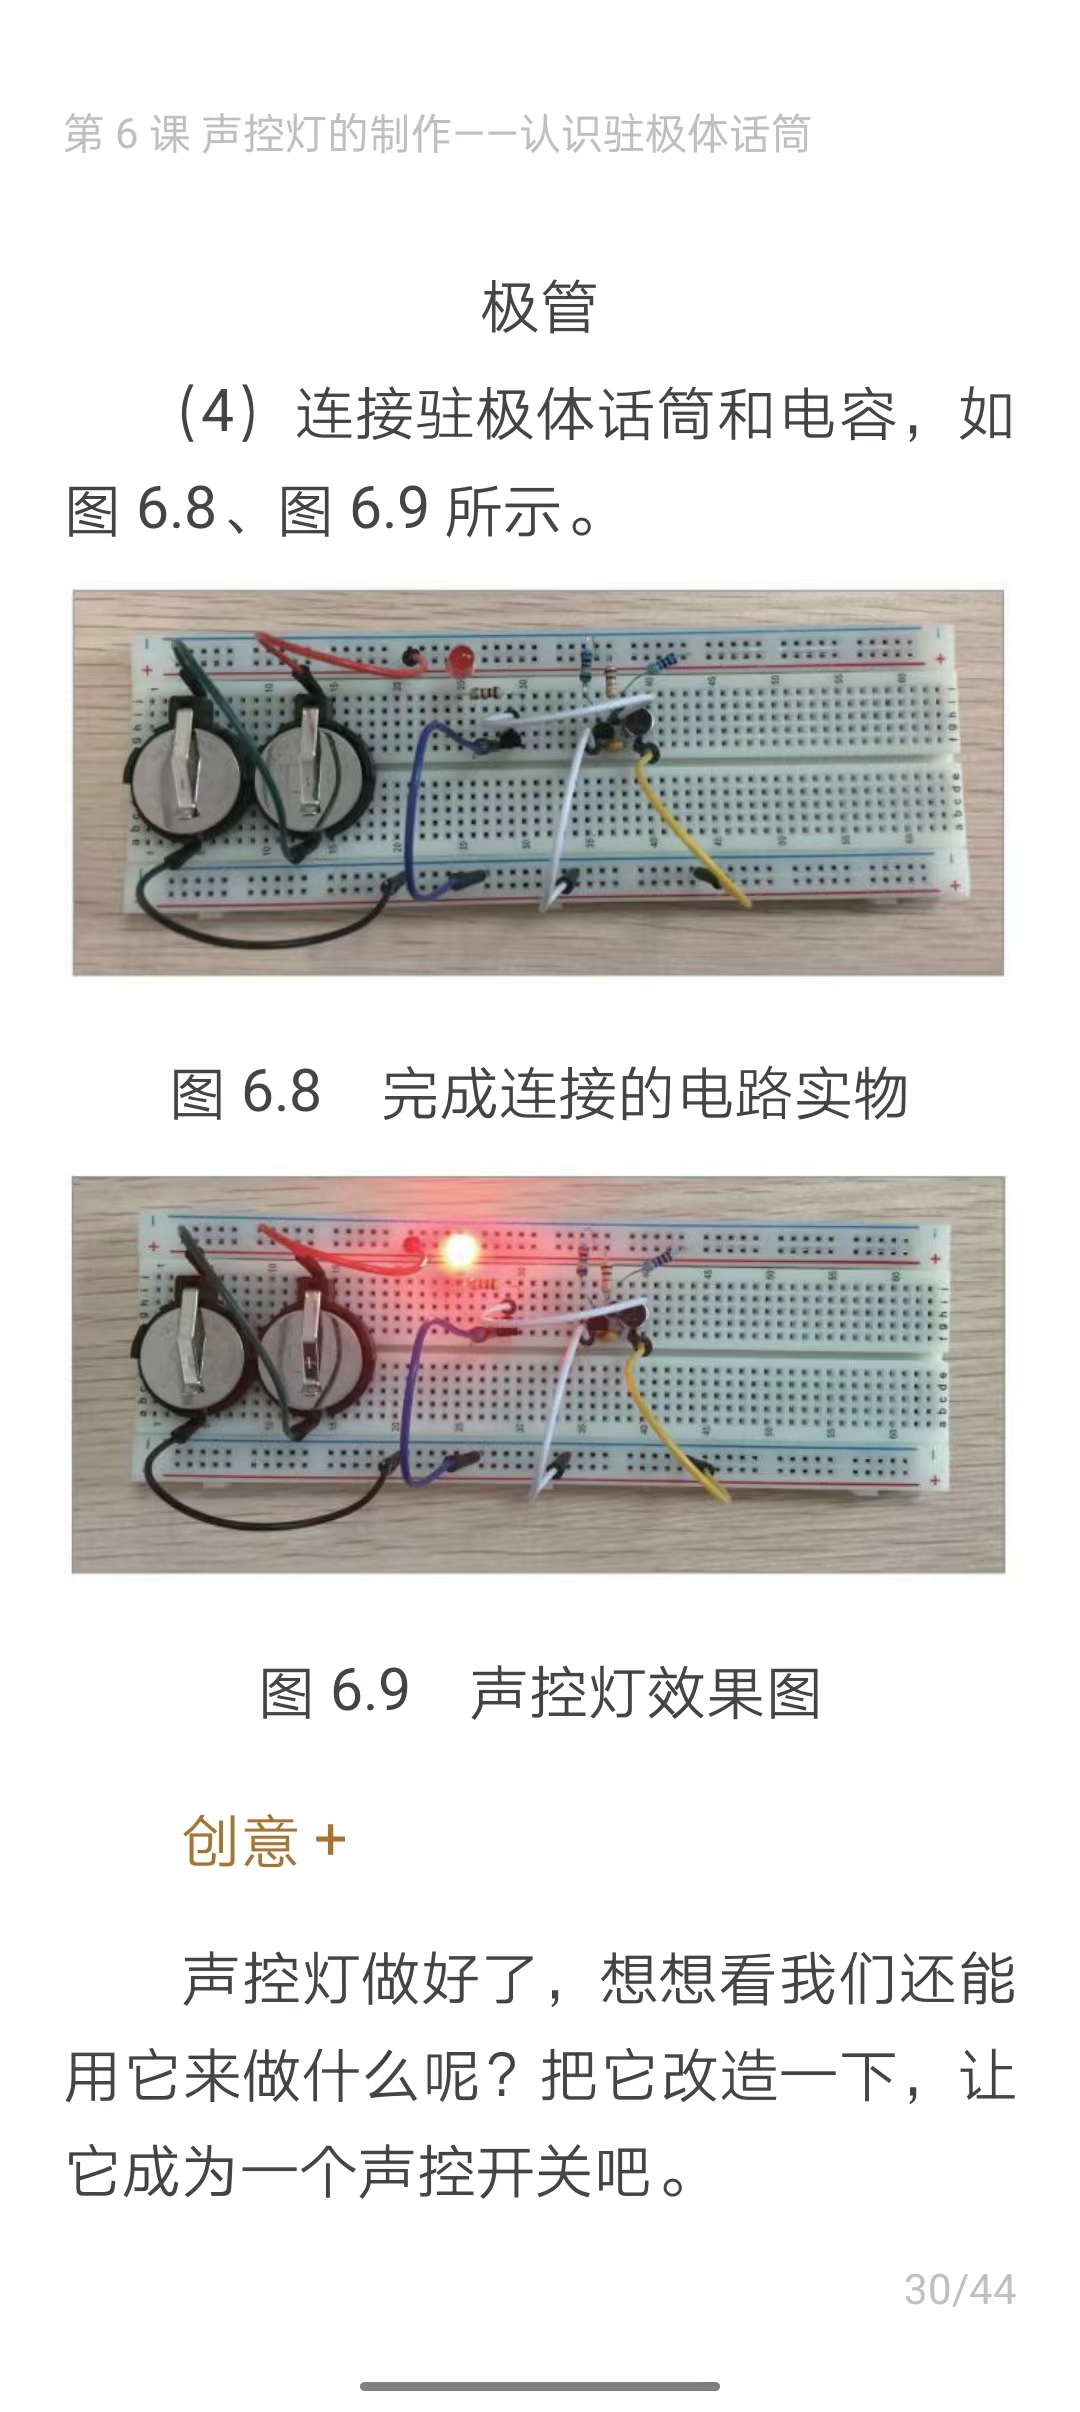 第 6 课 声控灯的制作——认识驻极体话筒
极管
（4）连接驻极体话筒和电容，如
图 6.8、图 6.9 所示。
图 6.8　完成连接的电路实物
图 6.9　声控灯效果图
创意 +
声控灯做好了，想想看我们还能
用它来做什么呢？把它改造一下，让
它成为一个声控开关吧。
30/44